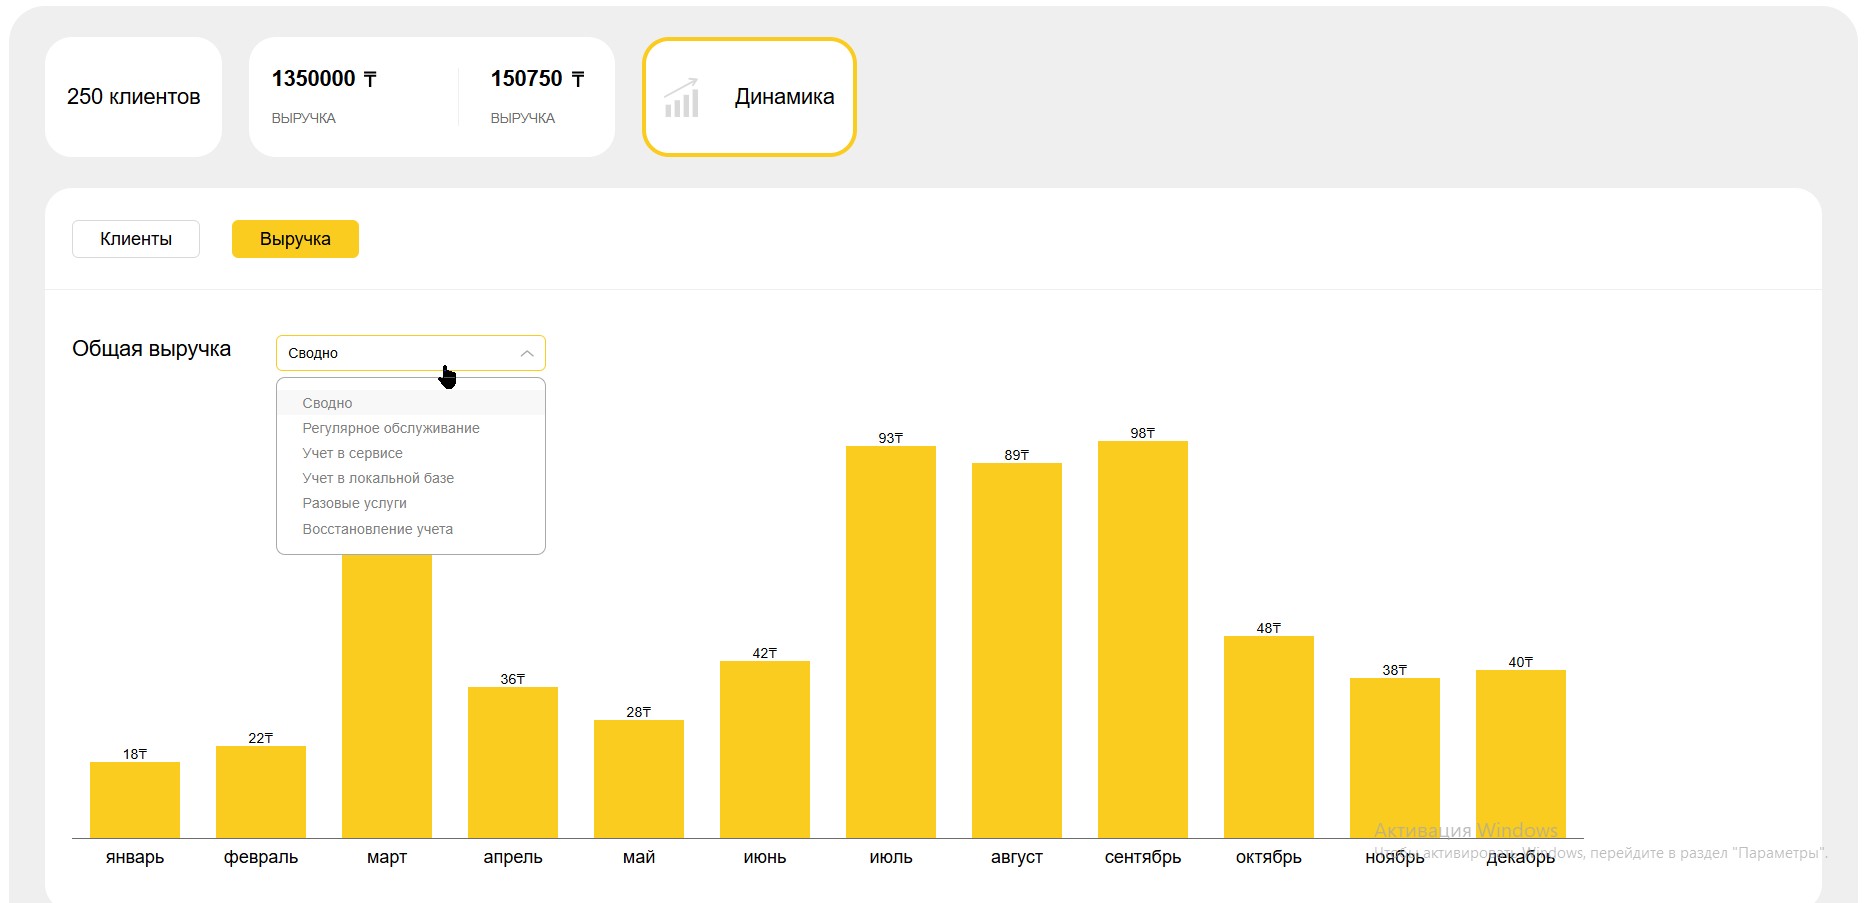 250 клиентов
1350000 ₸
ВЫРУЧКА
150750 ₸
ВЫРУЧКА
Динамика
Клиенты
Выручка
Общая выручка
Сводно
Сводно
Регулярное обслуживание
Учет в сервисе
Учет в локальной базе
Разовые услуги
Восстановление учета
18₸
22₸
36₸
28₸
42₸
93₸
89₸
98₸
48₸
38₸
40₸
январь
февраль
март
апрель
май
июнь
июль
август
сентябрь
октябрь
ноябрь
декабрь
Активация Windows
Чтобы активировать Windows, перейдите в раздел "Параметры".